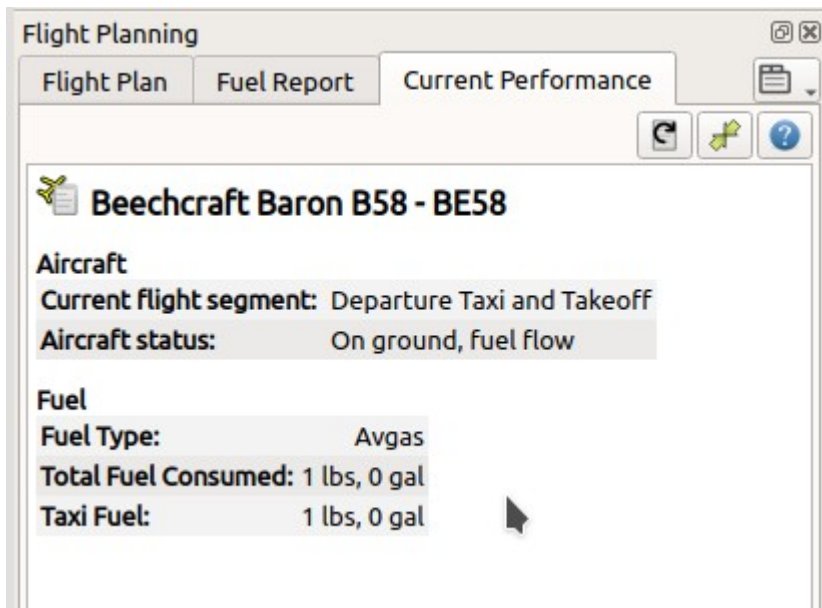 Flight Planning
Flight Plan Fuel Report Current Performance
Beechcraft Baron B58 - BE58
Aircraft
Current flight segment: Departure Taxi and Takeoff
Aircraft status: On ground, fuel flow
Fuel
Fuel Type: Avgas
Total Fuel Consumed: 1 lbs, 0 gal
Taxi Fuel: 1 lbs, 0 gal